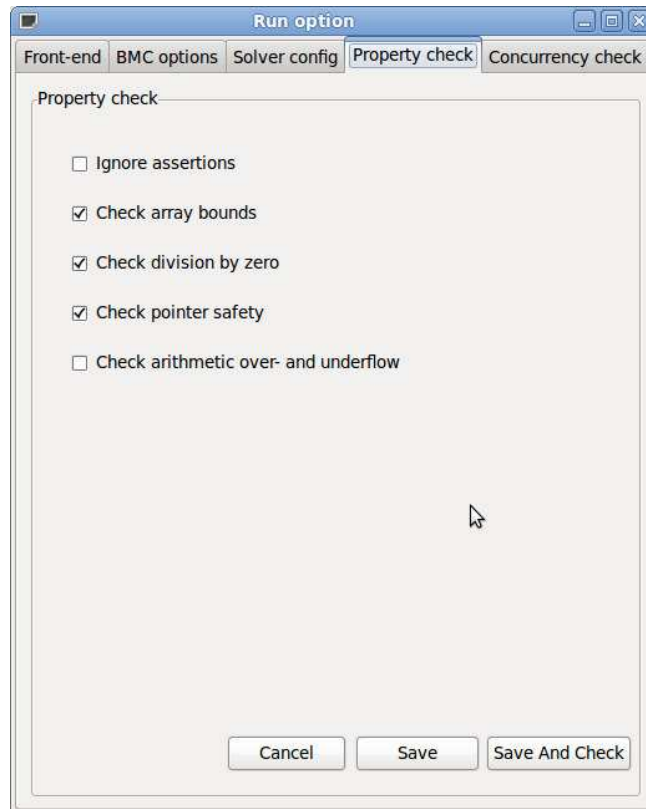 Run option
Front-end BMC options Solver config Property check Concurrency check
Property check
Ignore assertions
Check array bounds
Check division by zero
Check pointer safety
Check arithmetic over- and underflow
Cancel Save Save And Check